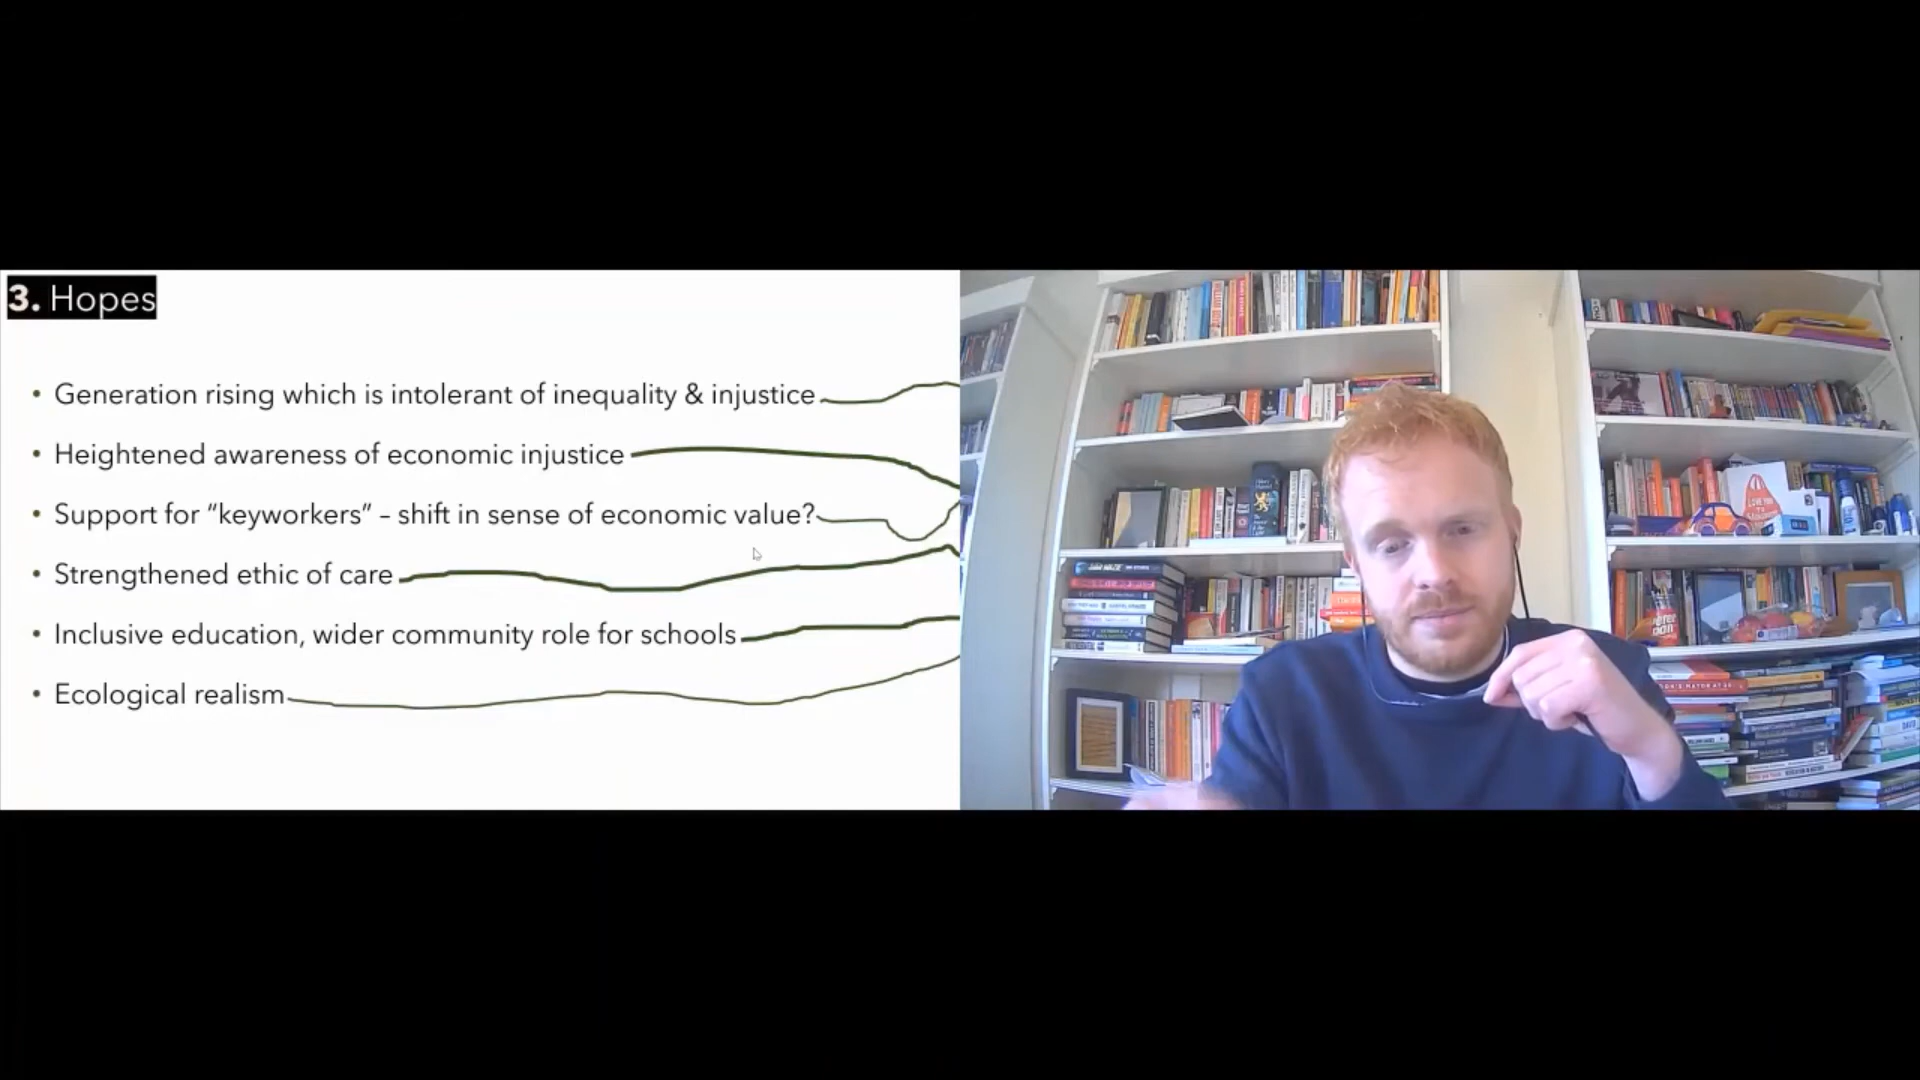 3. Hopes
• Generation rising which is intolerant of inequality & injustice
• Heightened awareness of economic injustice
• Support for “keyworkers” – shift in sense of economic value?
• Strengthened ethic of care
• Inclusive education, wider community role for schools
• Ecological realism